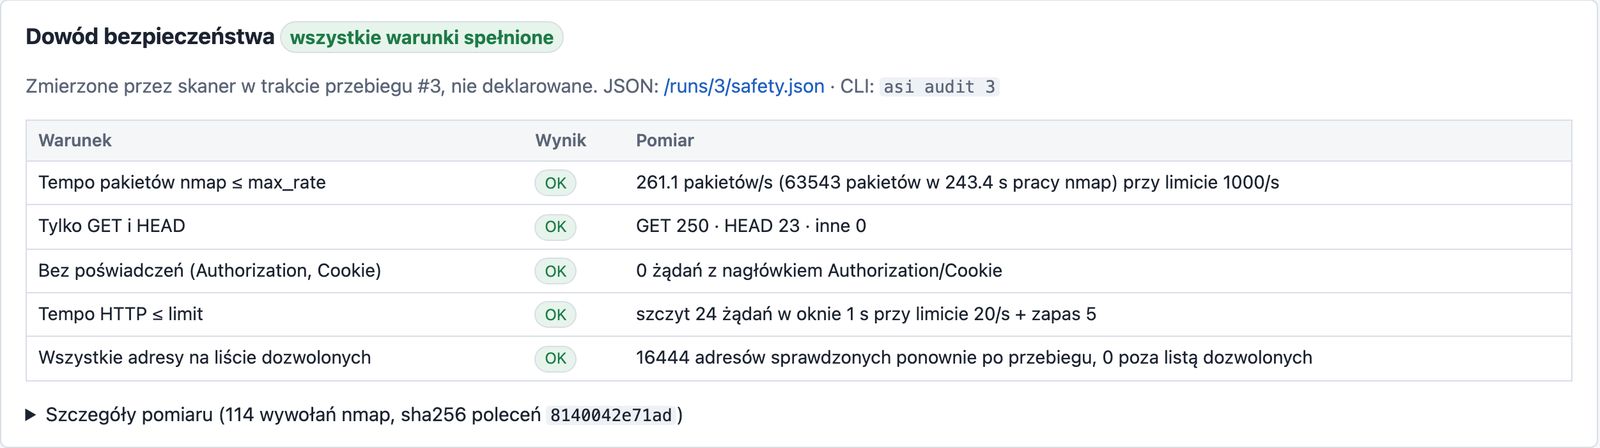 Dowód bezpieczeństwa wszystkie warunki spełnione
Zmierzone przez skaner w trakcie przebiegu #3, nie deklarowane. JSON: /runs/3/safety.json · CLI: asi audit 3
Warunek Wynik Pomiar
Tempo pakietów nmap ≤ max_rate OK 261.1 pakietów/s (63543 pakietów w 243.4 s pracy nmap) przy limicie 1000/s
Tylko GET i HEAD OK GET 250 · HEAD 23 · inne 0
Bez poświadczeń (Authorization, Cookie) OK 0 żądań z nagłówkiem Authorization/Cookie
Tempo HTTP ≤ limit OK szczyt 24 żądań w oknie 1 s przy limicie 20/s + zapas 5
Wszystkie adresy na liście dozwolonych OK 16444 adresów sprawdzonych ponownie po przebiegu, 0 poza listą dozwolonych
▶ Szczegóły pomiaru (114 wywołań nmap, sha256 poleceń 8140042e71ad )